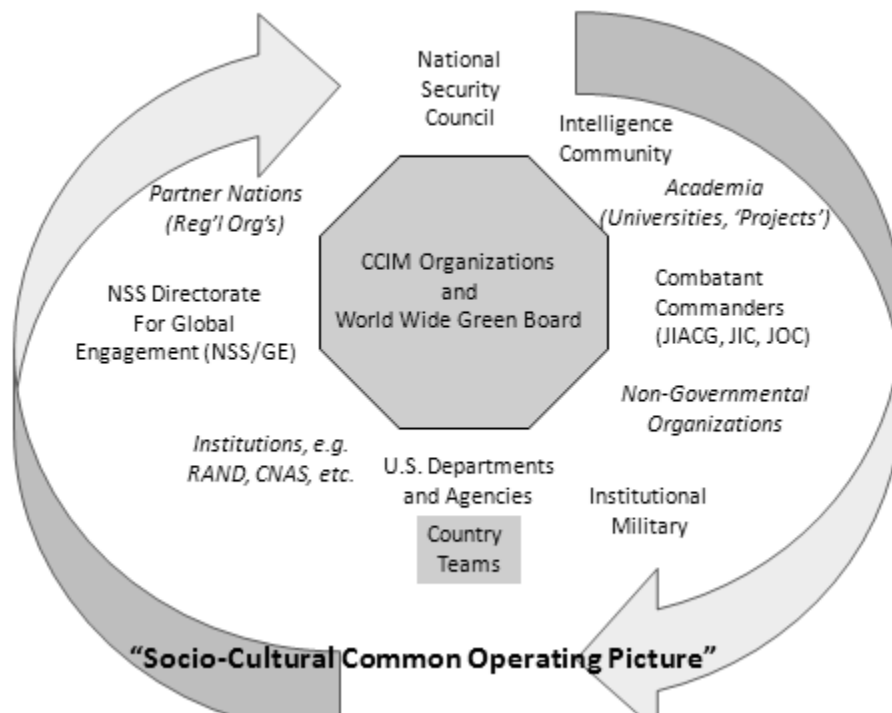 National
Security
Council
Intelligence
Community
Partner Nations
(Reg'l Org's)
Academia
(Universities, 'Projects')
CCIM Organizations
and
World Wide Green Board
NSS Directorate
For Global
Engagement (NSS/GE)
Combatant
Commanders
(JIACG, JIC, JOC)
Non-Governmental
Organizations
Institutions, e.g.
RAND, CNAS, etc.
U.S. Departments
and Agencies
Institutional
Military
Country
Teams
“Socio-Cultural Common Operating Picture”